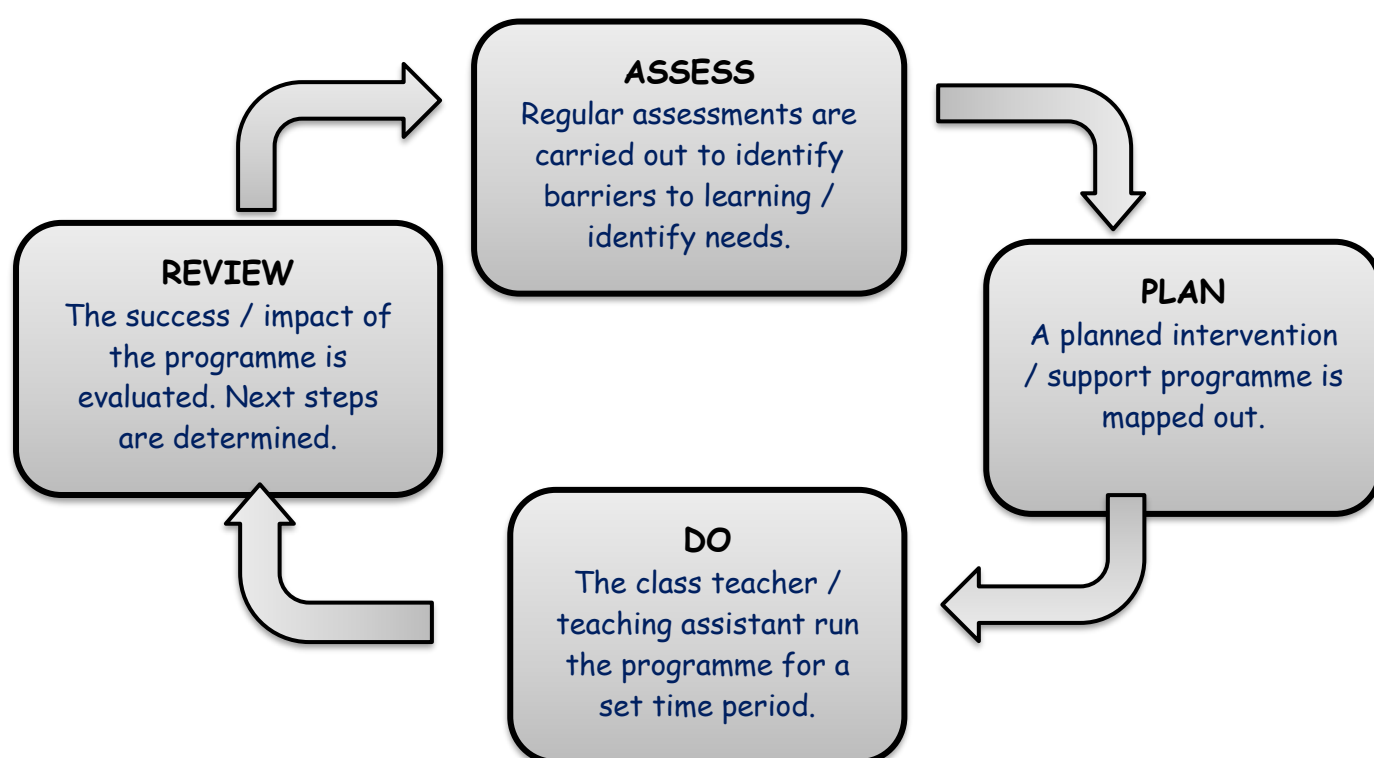 ASSESS
Regular assessments are
carried out to identify
barriers to learning /
identify needs.
PLAN
A planned intervention
/ support programme is
mapped out.
DO
The class teacher /
teaching assistant run
the programme for a
set time period.
REVIEW
The success / impact of
the programme is
evaluated. Next steps
are determined.